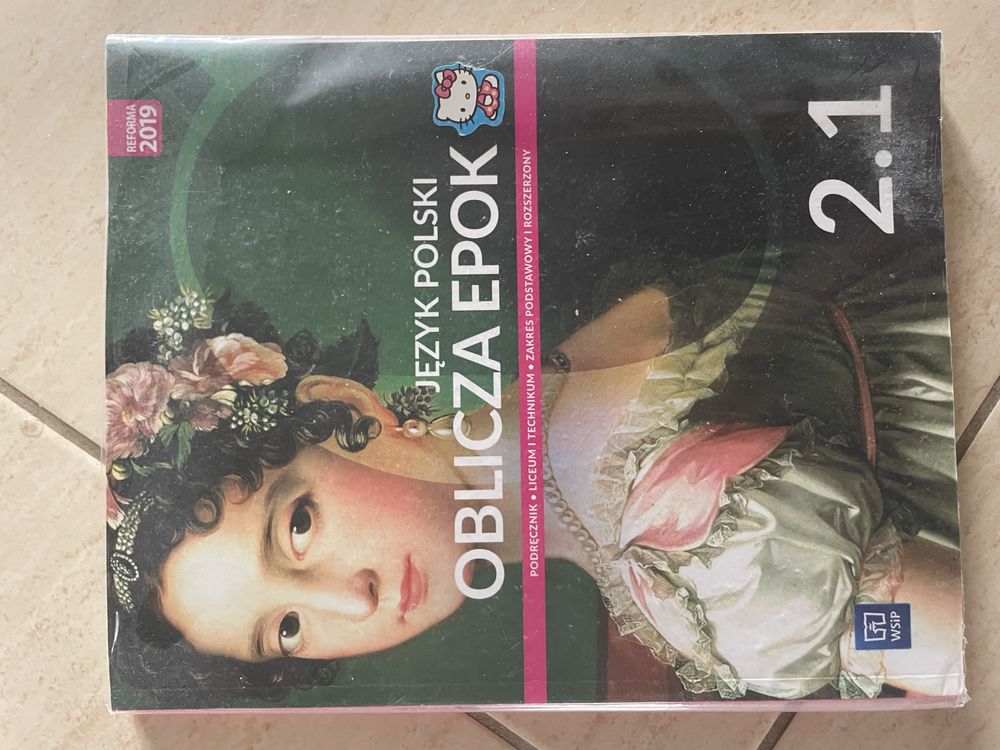 REFORMA
2019
JĘZYK POLSKI
OBLICZA EPOK
PODRĘCZNIK • LICEUM I TECHNIKUM • ZAKRES PODSTAWOWY I ROZSZERZONY
2.1
WSiP